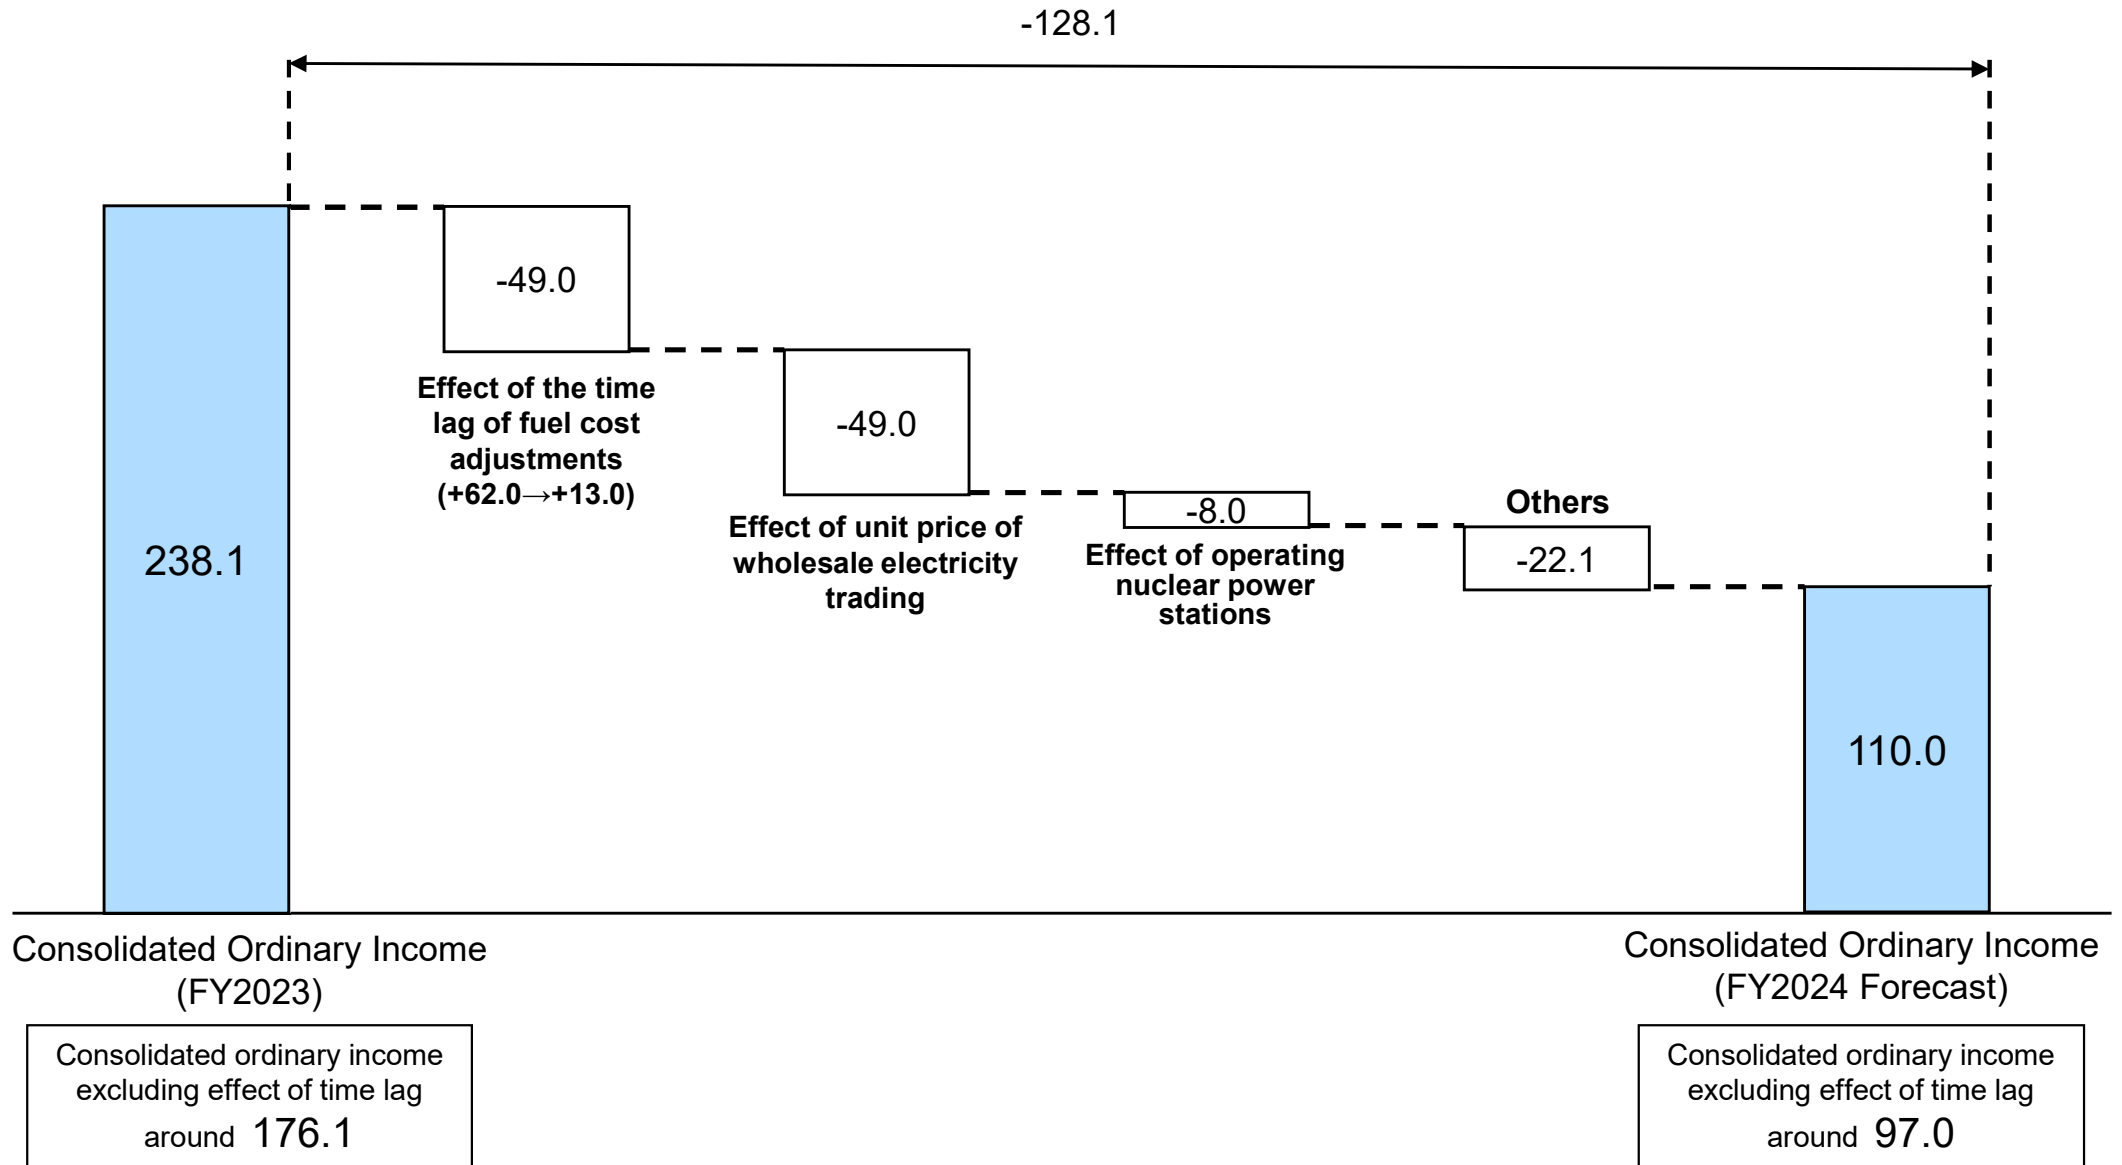 -128.1
-49.0
Effect of the time
lag of fuel cost
adjustments
(+62.0→+13.0)
-49.0
Effect of unit price of
wholesale electricity
trading
-8.0
Effect of operating
nuclear power
stations
Others
-22.1
238.1
110.0
Consolidated Ordinary Income
(FY2023)
Consolidated ordinary income
excluding effect of time lag
around 176.1
Consolidated Ordinary Income
(FY2024 Forecast)
Consolidated ordinary income
excluding effect of time lag
around 97.0